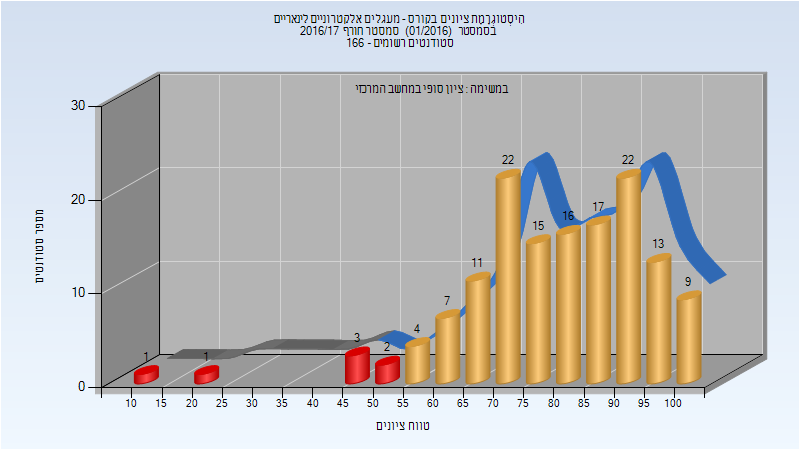 היסטוגרמת ציונים בקורס - מעגלים אלקטרוניים לינאריים
בסמסטר (01/2016) סמסטר חורף 2016/17
סטודנטים רשומים - 166
במשימה : ציון סופי במחשב המרכזי
מספר סטודנטים
30
20
10
0
1
1
3
2
4
7
11
22
15
16
17
22
13
9
10 15 20 25 30 35 40 45 50 55 60 65 70 75 80 85 90 95 100
טווח ציונים